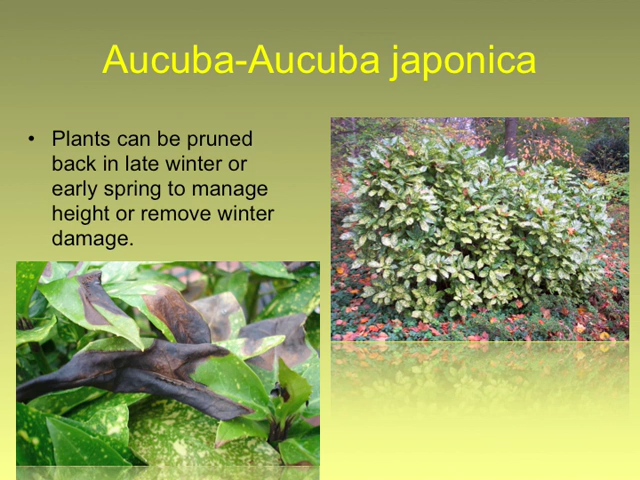 Aucuba-Aucuba japonica
• Plants can be pruned
back in late winter or
early spring to manage
height or remove winter
damage.